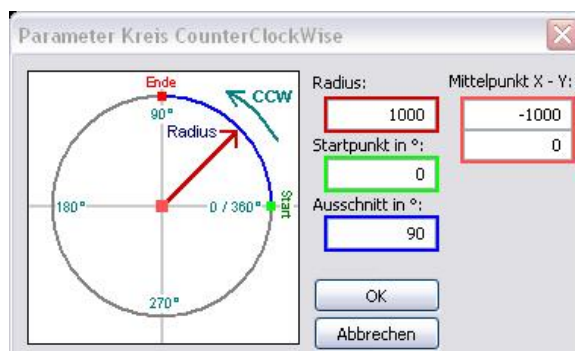 Parameter Kreis CounterClockWise
Ende
90°
CCW
Radius
180°
0 / 360°
Start
270°
Radius:
1000
Startpunkt in °:
0
Ausschnitt in °:
90
Mittelpunkt X - Y:
-1000
0
OK
Abbrechen